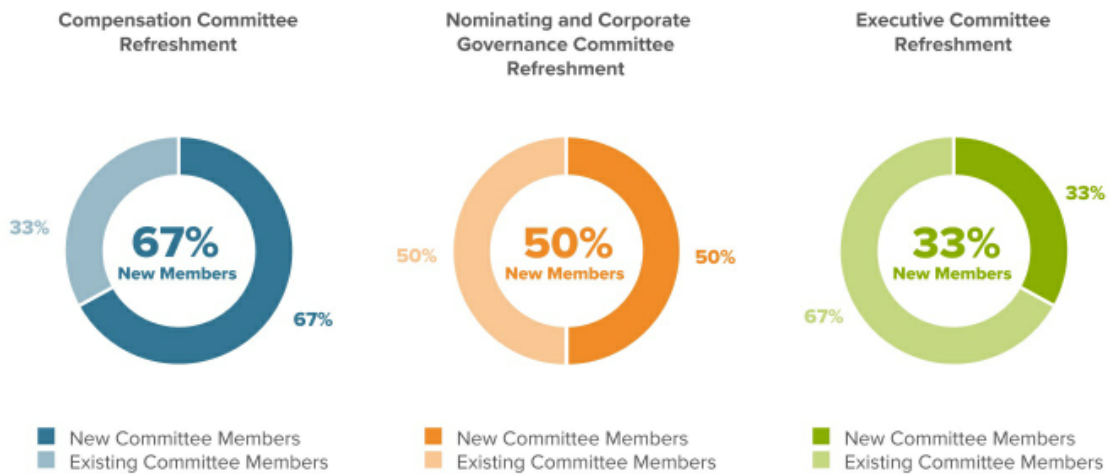 Compensation Committee
Refreshment
33%
67%
New Members
67%
New Committee Members
Existing Committee Members
Nominating and Corporate
Governance Committee
Refreshment
50%
50%
New Members
50%
New Committee Members
Existing Committee Members
Executive Committee
Refreshment
33%
33%
New Members
67%
New Committee Members
Existing Committee Members